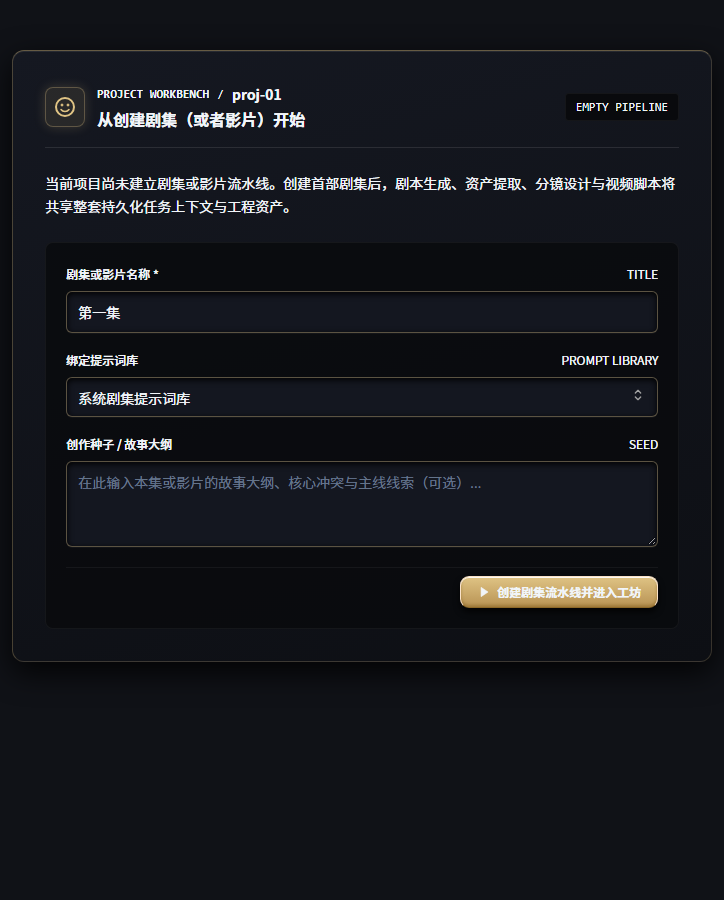 PROJECT WORKBENCH / proj-01
从创建剧集（或者影片）开始
EMPTY PIPELINE
当前项目尚未建立剧集或影片流水线。创建首部剧集后，剧本生成、资产提取、分镜设计与视频脚本将
共享整套持久化任务上下文与工程资产。
剧集或影片名称 * TITLE
第一集
绑定提示词库 PROMPT LIBRARY
系统剧集提示词库
创作种子 / 故事大纲 SEED
在此输入本集或影片的故事大纲、核心冲突与主线线索（可选）...
创建剧集流水线并进入工坊